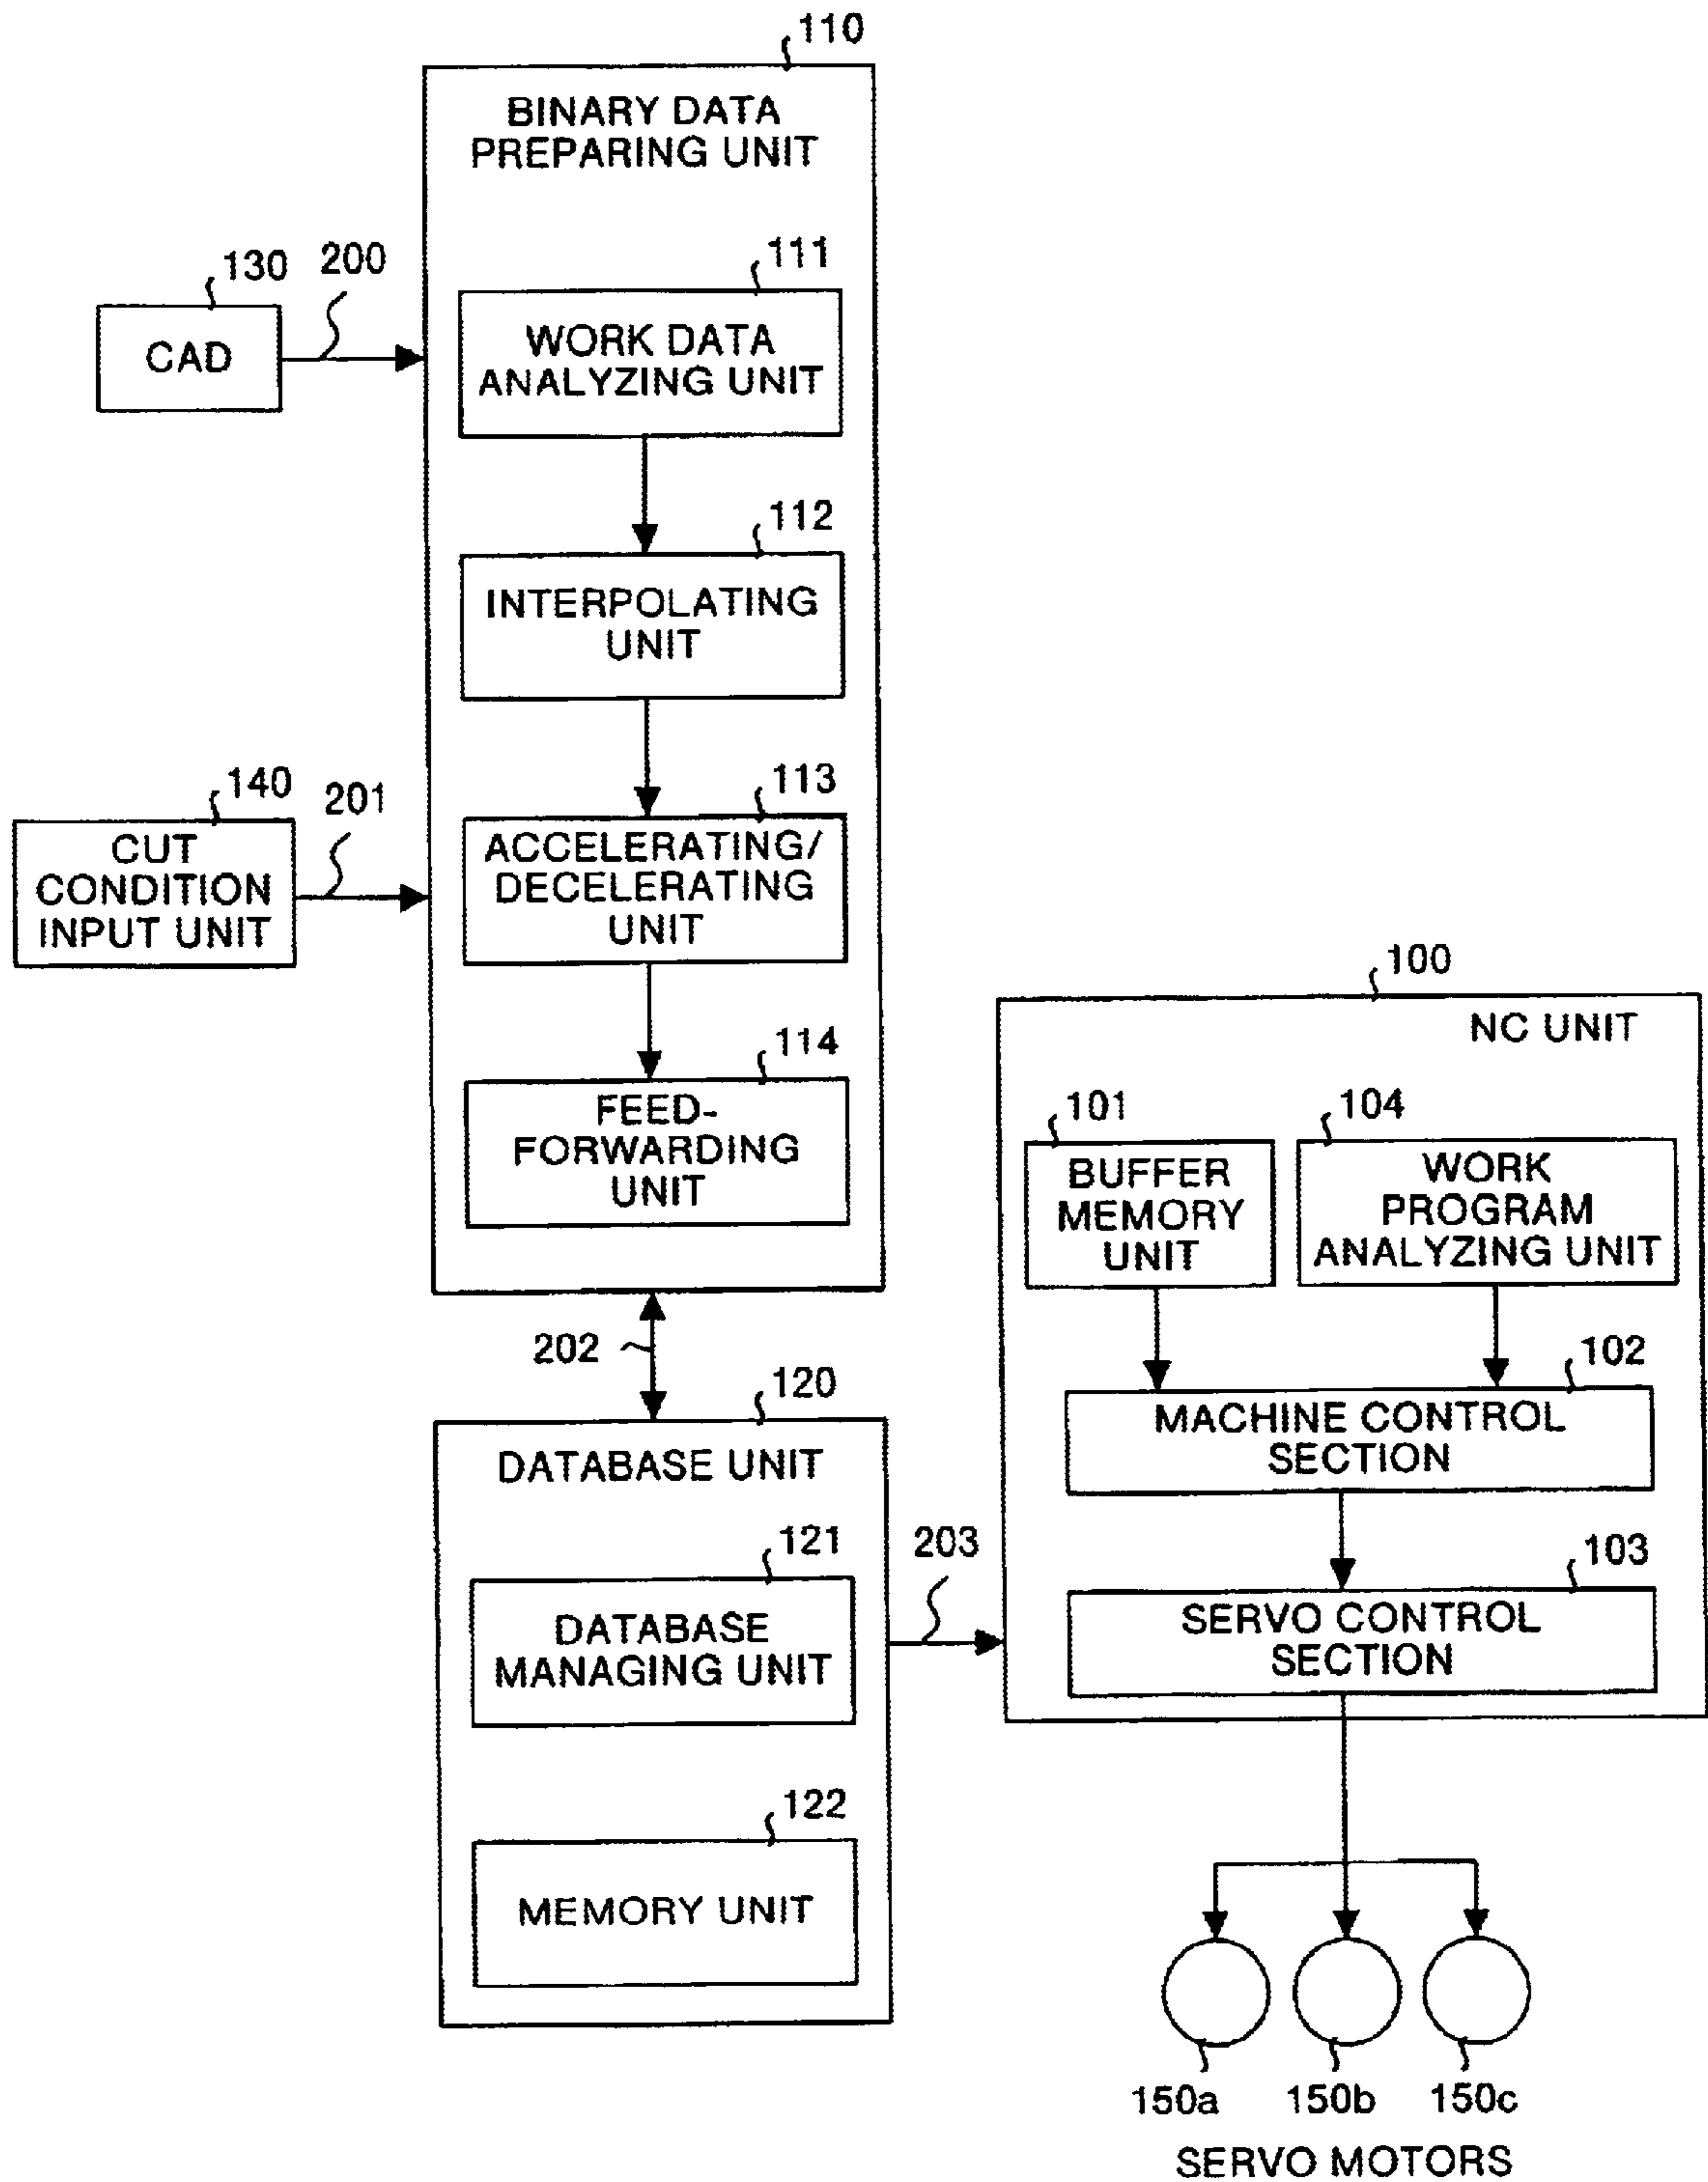 110
BINARY DATA
PREPARING UNIT
130
200
111
CAD
WORK DATA
ANALYZING UNIT
112
INTERPOLATING
UNIT
140
201
113
CUT
CONDITION
INPUT UNIT
ACCELERATING/
DECELERATING
UNIT
114
FEED-
FORWARDING
UNIT
202
120
DATABASE UNIT
121
DATABASE
MANAGING UNIT
203
122
MEMORY UNIT
100
NC UNIT
101
104
BUFFER
MEMORY
UNIT
WORK
PROGRAM
ANALYZING UNIT
102
MACHINE CONTROL
SECTION
103
SERVO CONTROL
SECTION
150a
150b
150c
SERVO MOTORS